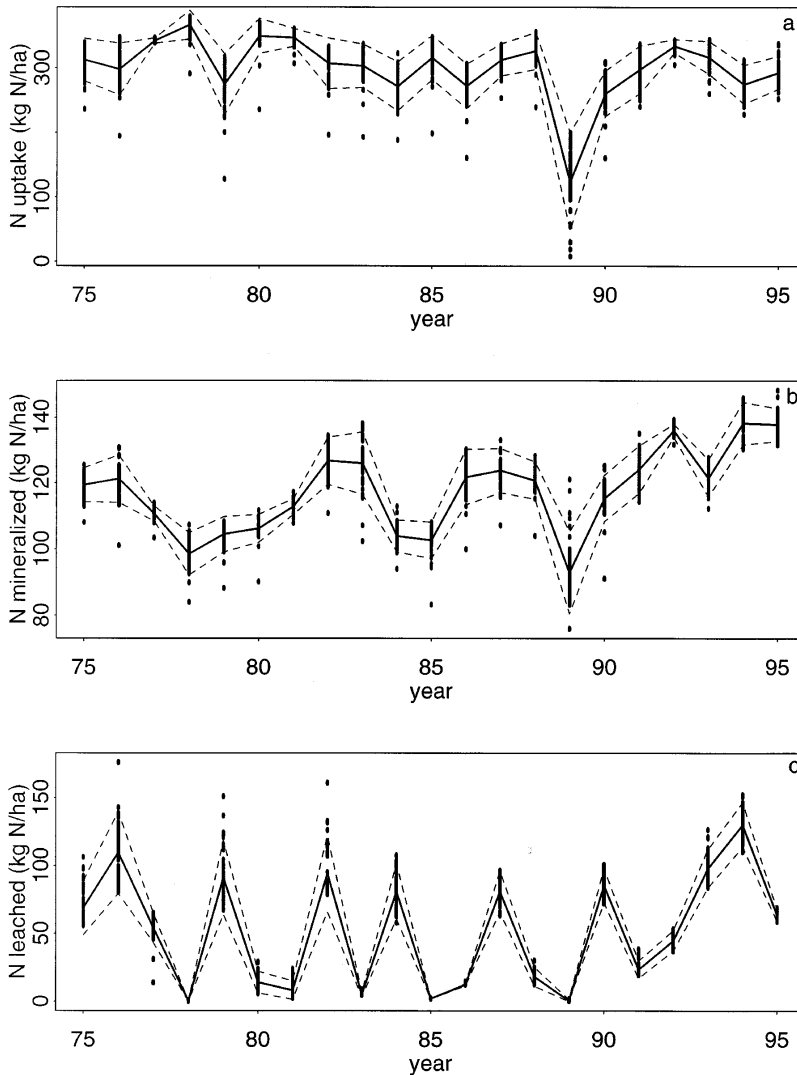 a
N uptake (kg N/ha)
300
100
0
75 80 85 90 95
year
b
N mineralized (kg N/ha)
140
120
100
80
75 80 85 90 95
year
c
N leached (kg N/ha)
150
100
50
0
75 80 85 90 95
year